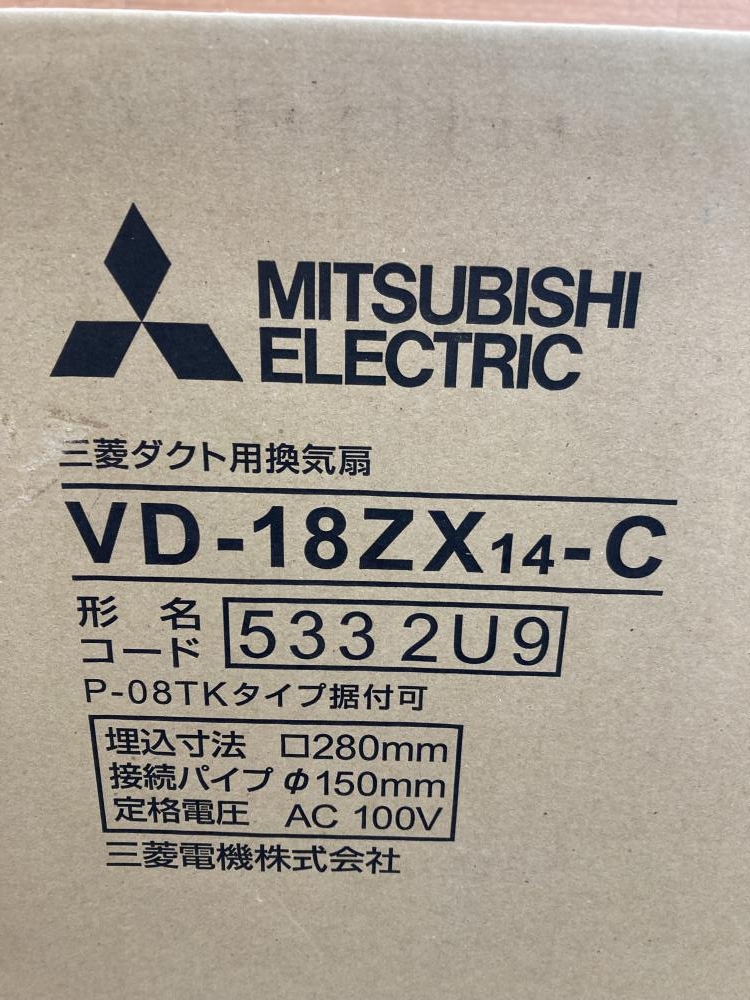 MITSUBISHI
ELECTRIC
三菱ダクト用換気扇
VD-18ZX14-C
形名
コード 533 2U9
P-08TKタイプ据付可
埋込寸法 □280mm
接続パイプ φ150mm
定格電圧 AC 100V
三菱電機株式会社